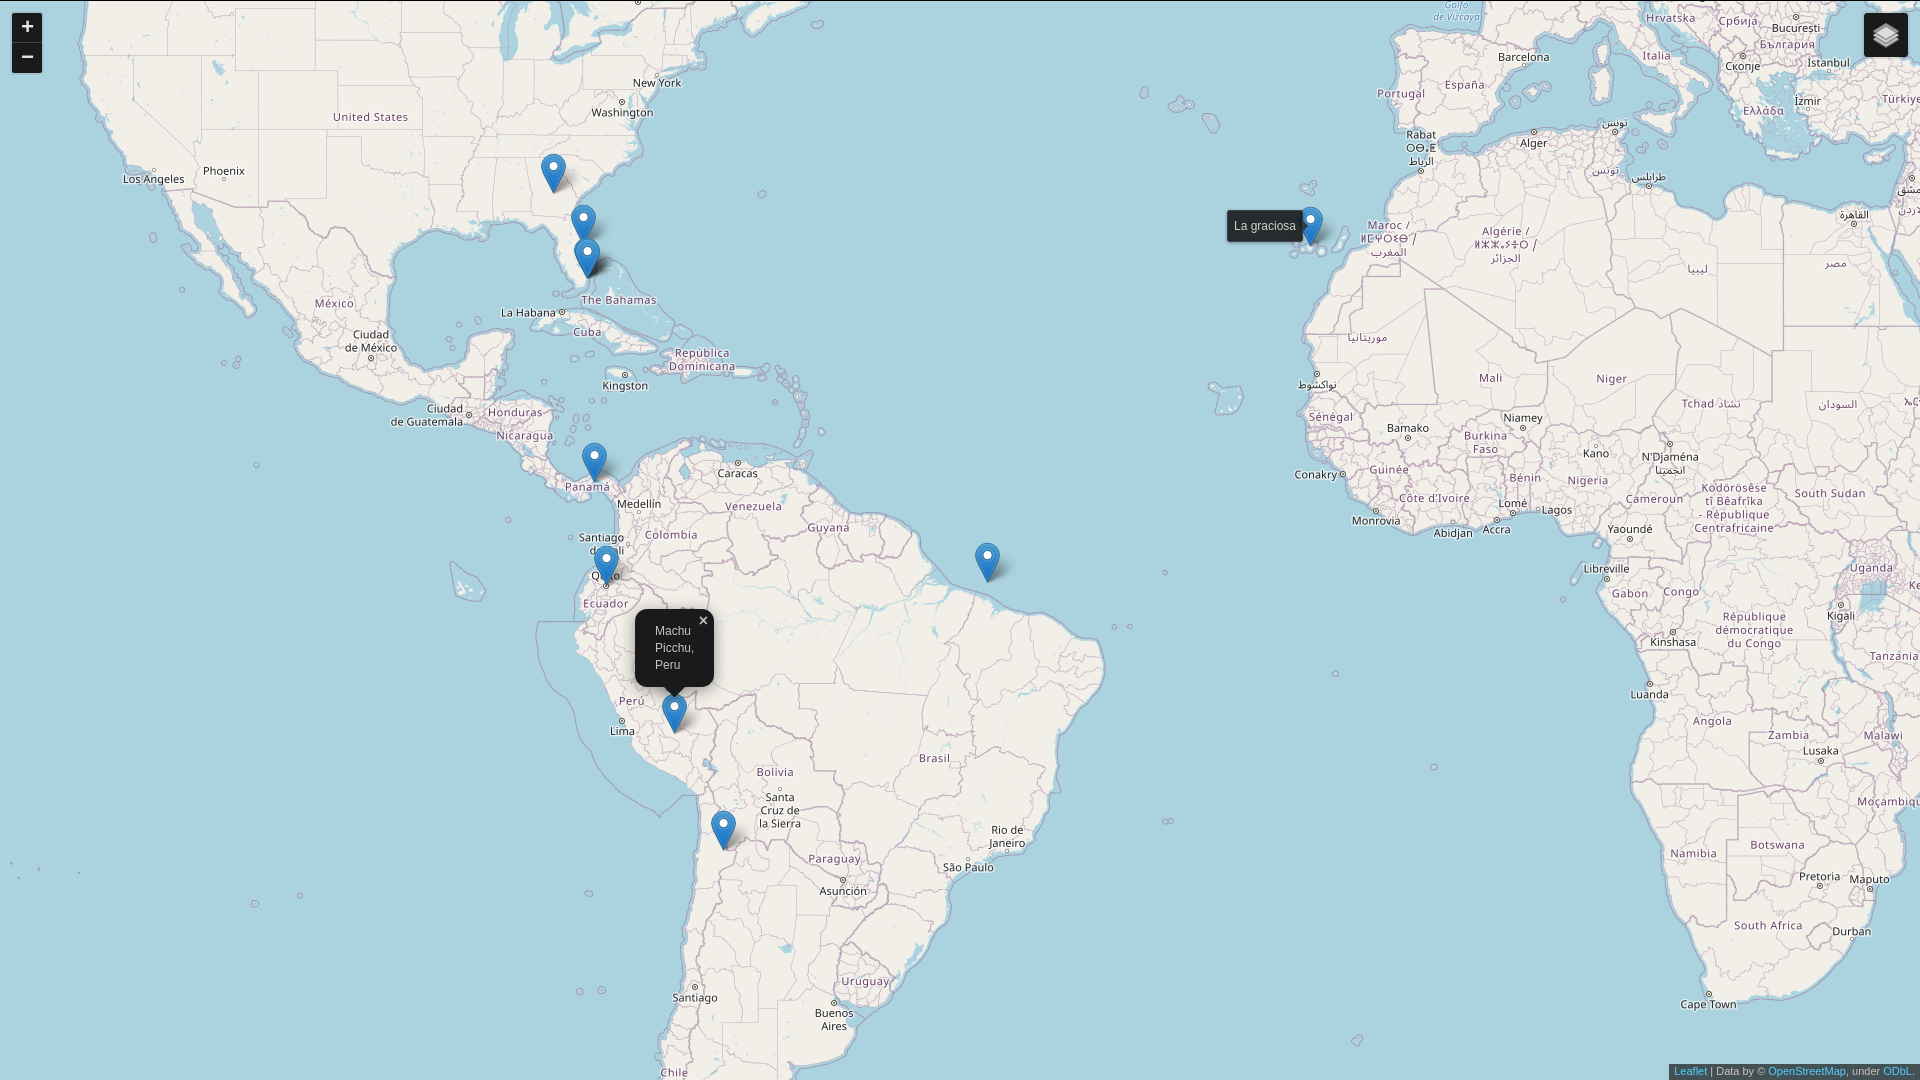 +
−
United States
New York
Washington
Los Angeles
Phoenix
México
Ciudad
de México
La Habana
The Bahamas
Cuba
República
Dominicana
Kingston
Ciudad
de Guatemala
Honduras
Nicaragua
Panamá
Caracas
Medellín
Venezuela
Guyana
Colombia
Santiago
Ecuador
Machu
Picchu,
Peru
×
Perú
Lima
Bolivia
Santa
Cruz de
la Sierra
Brasil
Rio de
Janeiro
São Paulo
Paraguay
Asunción
Uruguay
Santiago
Buenos
Aires
Chile
La graciosa
Golfo
de Vizcaya
Portugal
España
Barcelona
Hrvatska
Србија
București
България
Italia
Скопје
İstanbul
İzmir
Türkiye
Ελλάδα
Rabat
ⵔⴱⴰⵟ
الرباط
Alger
تونس
تونس
طرابلس
القاهرة
Maroc /
ⵍⵎⵖⵔⵉⴱ /
المغرب
Algérie /
ⵍⵣⵣⴰⵢⴻⵔ /
الجزائر
ليبيا
مصر
موريتانيا
نواكشوط
Mali
Niger
Tchad تشاد
السودان
Sénégal
Bamako
Niamey
Burkina
Faso
Kano
N'Djaména
انجمينا
Conakry
Guinée
Bénin
Nigeria
Côte d'Ivoire
Lomé
Lagos
Monrovia
Abidjan
Accra
Cameroun
Ködörösêse
tî Bêafrîka
- République
Centrafricaine
South Sudan
Yaoundé
Libreville
Gabon
Congo
Uganda
Kigali
République
démocratique
du Congo
Kinshasa
Tanzania
Luanda
Angola
Zambia
Malawi
Lusaka
Moçambique
Namibia
Botswana
Pretoria
Maputo
South Africa
Durban
Cape Town
Leaflet | Data by © OpenStreetMap, under ODbL.